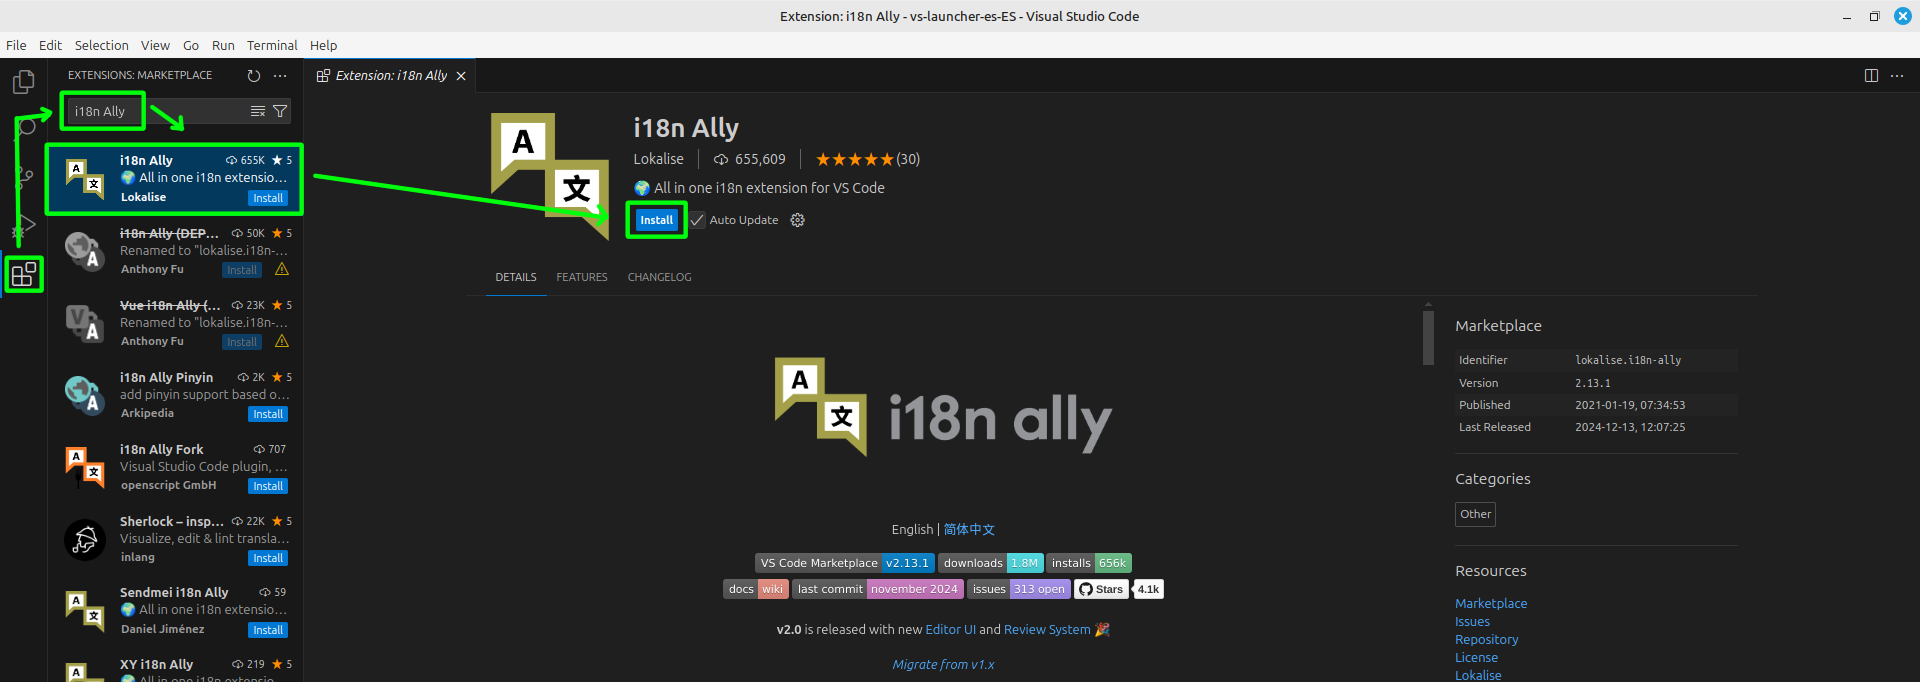 Extension: i18n Ally - vs-launcher-es-ES - Visual Studio Code
File Edit Selection View Go Run Terminal Help
EXTENSIONS: MARKETPLACE
i18n Ally
i18n Ally 655K ★ 5
🌍 All in one i18n extensio...
Lokalise Install
i18n Ally (DEP... 50K ★ 5
Renamed to "lokalise.i18n-...
Anthony Fu Install
Vue i18n Ally (... 23K ★ 5
Renamed to "lokalise.i18n-...
Anthony Fu Install
i18n Ally Pinyin 2K ★ 5
add pinyin support based o...
Arkipedia Install
i18n Ally Fork 707
Visual Studio Code plugin, ...
openscript GmbH Install
Sherlock – insp... 22K ★ 5
Visualize, edit & lint transla...
inlang Install
Sendmei i18n Ally 59
🌍 All in one i18n extensio...
Daniel Jiménez Install
XY i18n Ally 219 ★ 5
🌍 All in one i18n extensio...
Extension: i18n Ally
A 文
i18n Ally
Lokalise 655,609 ★★★★★(30)
🌍 All in one i18n extension for VS Code
Install Auto Update
DETAILS FEATURES CHANGELOG
A 文
i18n ally
English | 简体中文
VS Code Marketplace v2.13.1 downloads 1.8M installs 656k
docs wiki last commit november 2024 issues 313 open Stars 4.1k
v2.0 is released with new Editor UI and Review System 🎉
Migrate from v1.x
Marketplace
Identifier lokalise.i18n-ally
Version 2.13.1
Published 2021-01-19, 07:34:53
Last Released 2024-12-13, 12:07:25
Categories
Other
Resources
Marketplace
Issues
Repository
License
Lokalise